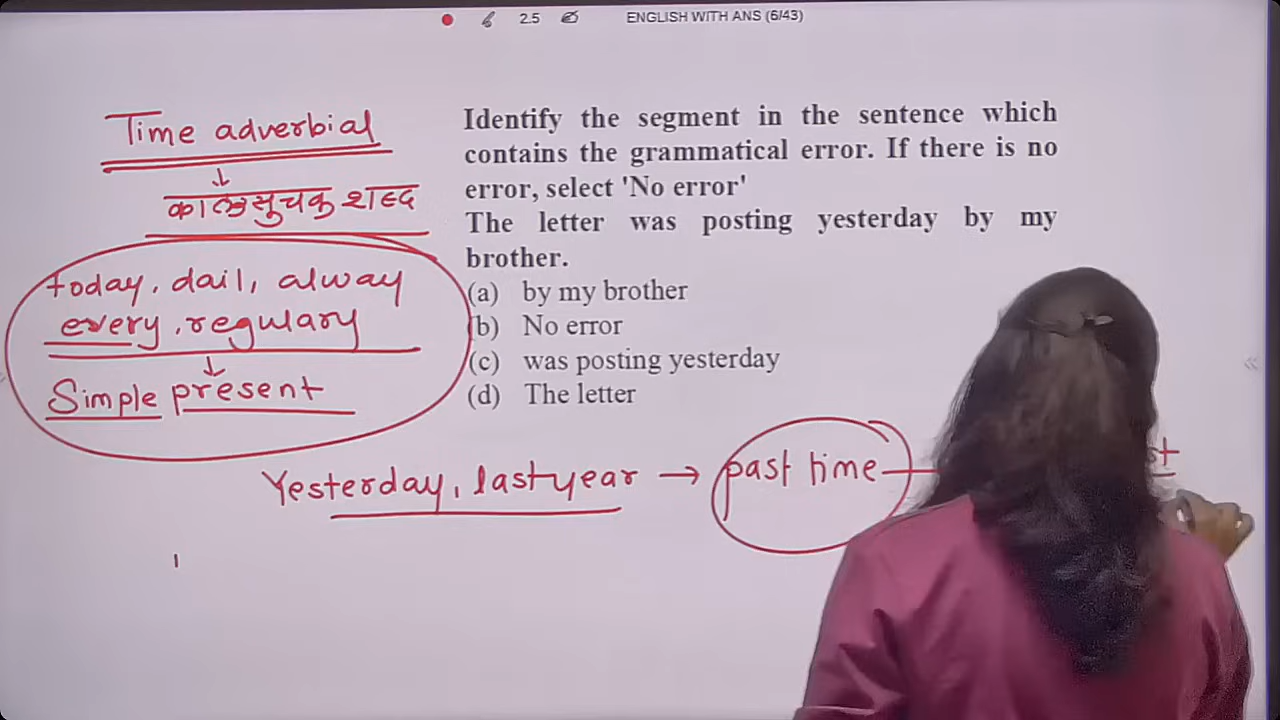 2.5 ENGLISH WITH ANS (6/43)
Time adverbial
कालसुचक शब्द
today, dail, alway
every, regulary
Simple present
Identify the segment in the sentence which
contains the grammatical error. If there is no
error, select 'No error'
The letter was posting yesterday by my
brother.
(a) by my brother
(b) No error
(c) was posting yesterday
(d) The letter
Yesterday, last year → past time